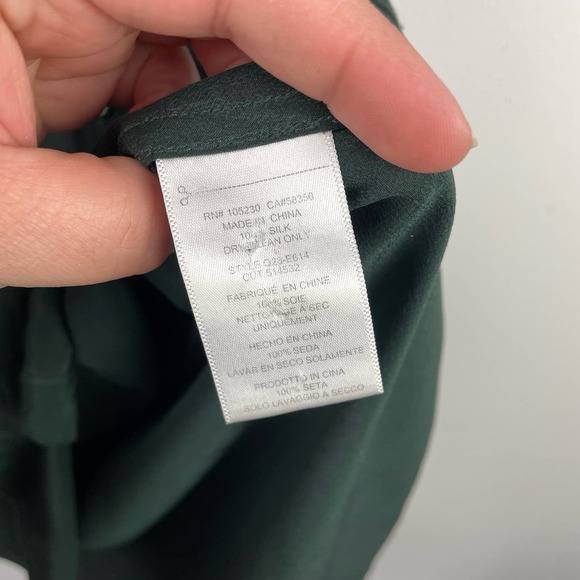 RN# 105230 CA#58350
MADE IN CHINA
100% SILK
DRY CLEAN ONLY
STYLE Q23-E614
CUT 514532
FABRIQUÉ EN CHINE
100% SOIE
NETTOYAGE A SEC
UNIQUEMENT
HECHO EN CHINA
100% SEDA
LAVAR EN SECO SOLAMENTE
PRODOTTO IN CINA
100% SETA
SOLO LAVAGGIO A SECCO